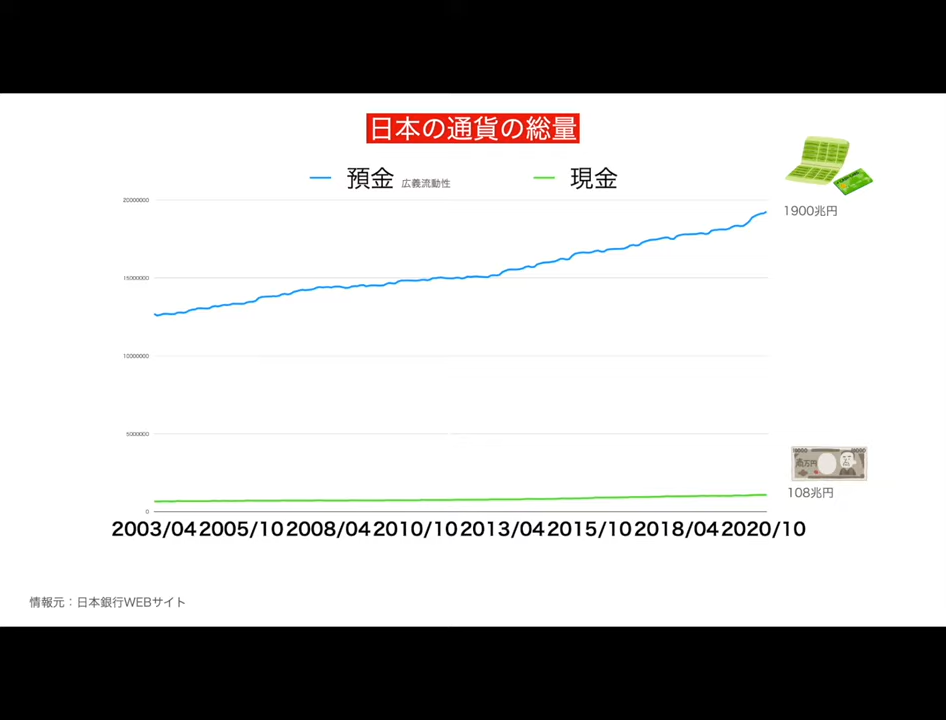 日本の通貨の総量
預金 広義流動性 現金
20000000
15000000
10000000
5000000
0
1900兆円
108兆円
2003/04 2005/10 2008/04 2010/10 2013/04 2015/10 2018/04 2020/10
情報元：日本銀行WEBサイト